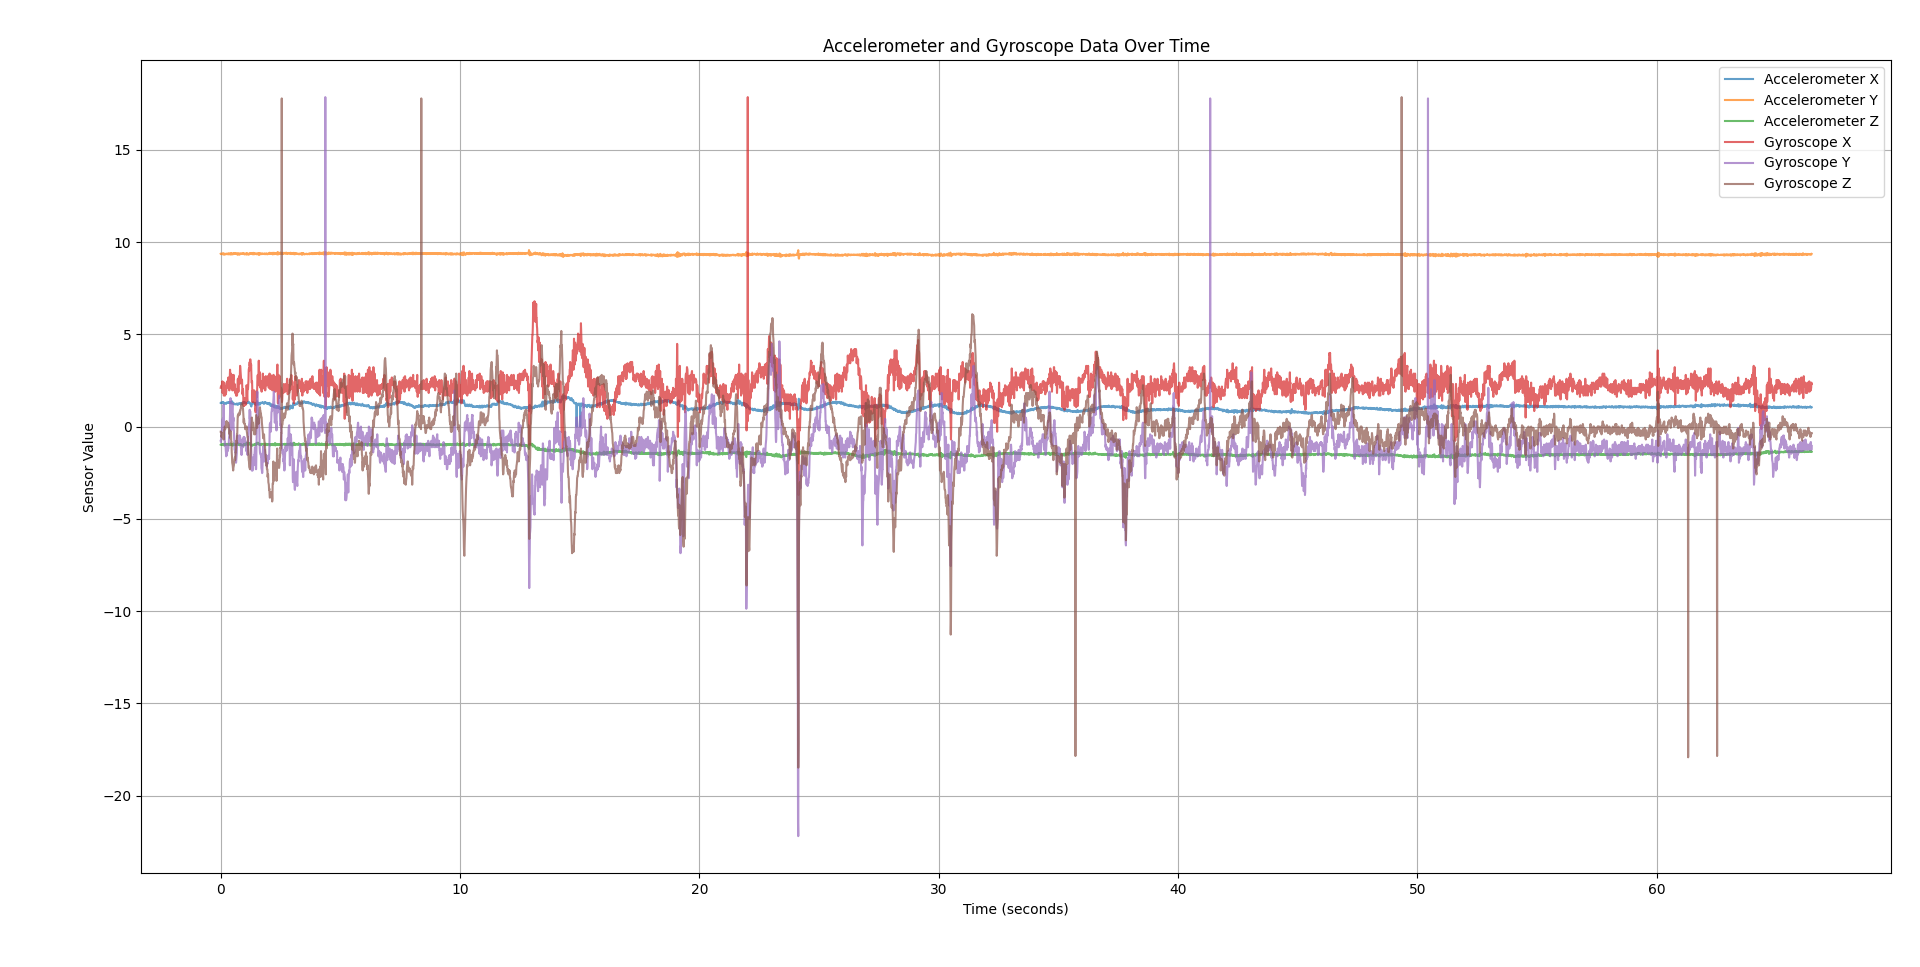 Accelerometer and Gyroscope Data Over Time
Accelerometer X
Accelerometer Y
Accelerometer Z
Gyroscope X
Gyroscope Y
Gyroscope Z
Sensor Value
15
10
5
0
−5
−10
−15
−20
0 10 20 30 40 50 60
Time (seconds)